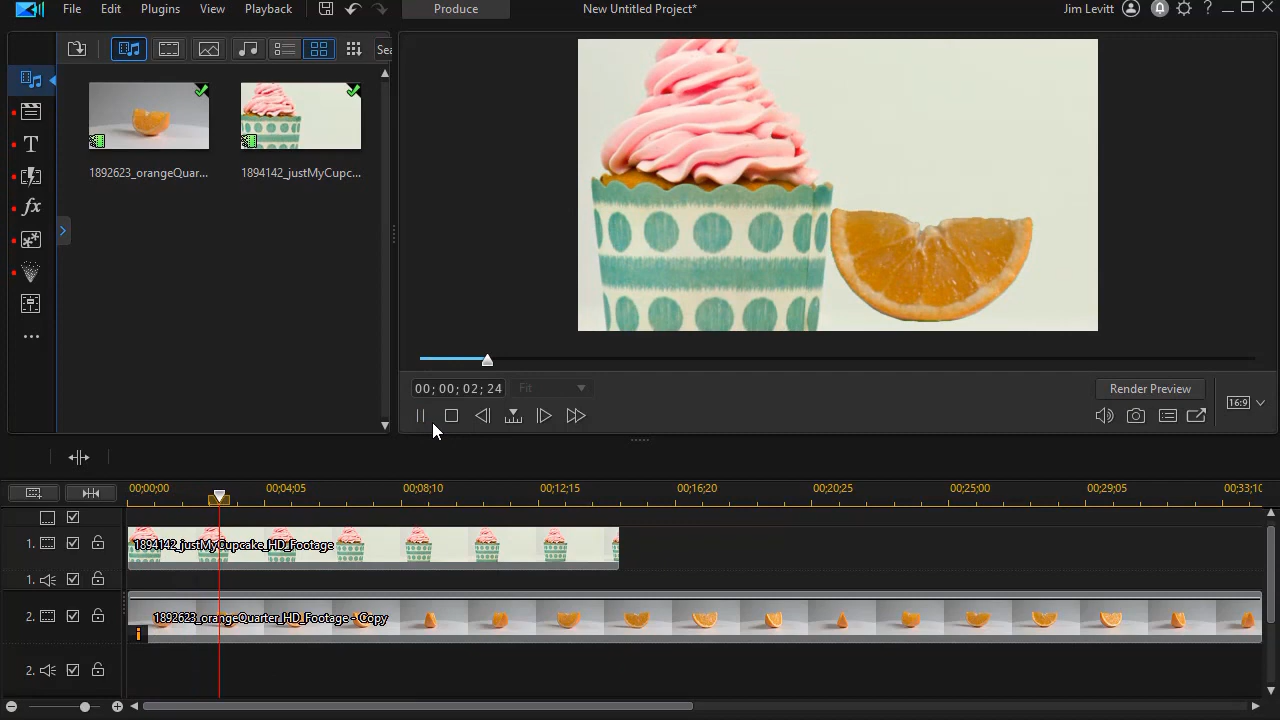 File Edit Plugins View Playback Produce New Untitled Project* Jim Levitt ?
Sea
1892623_orangeQuar... 1894142_justMyCupc...
T
fx
00; 00; 02; 24 Fit Render Preview 16:9
00;00;00 00;04;05 00;08;10 00;12;15 00;16;20 00;20;25 00;25;00 00;29;05 00;33;10
1. 1894142_justMyCupcake_HD_Footage
1.
2. 1892623_orangeQuarter_HD_Footage - Copy
i
2.